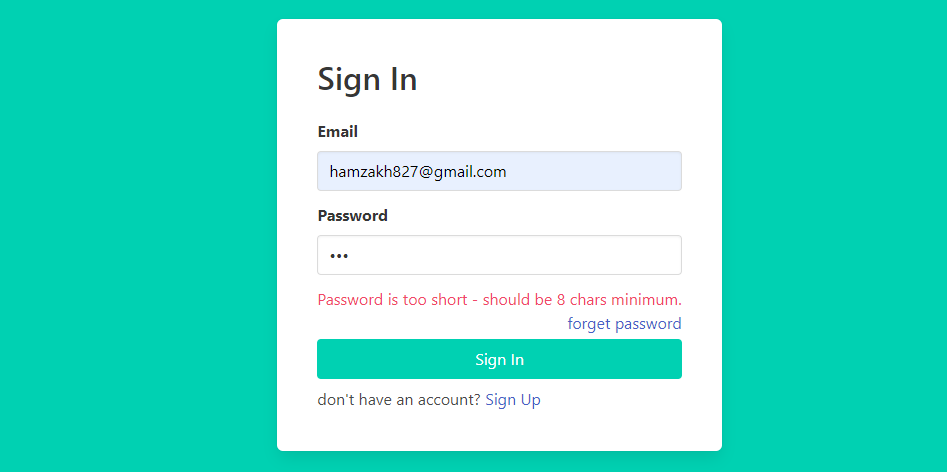 Sign In
Email
hamzakh827@gmail.com
Password
•••
Password is too short - should be 8 chars minimum.
forget password
Sign In
don't have an account? Sign Up